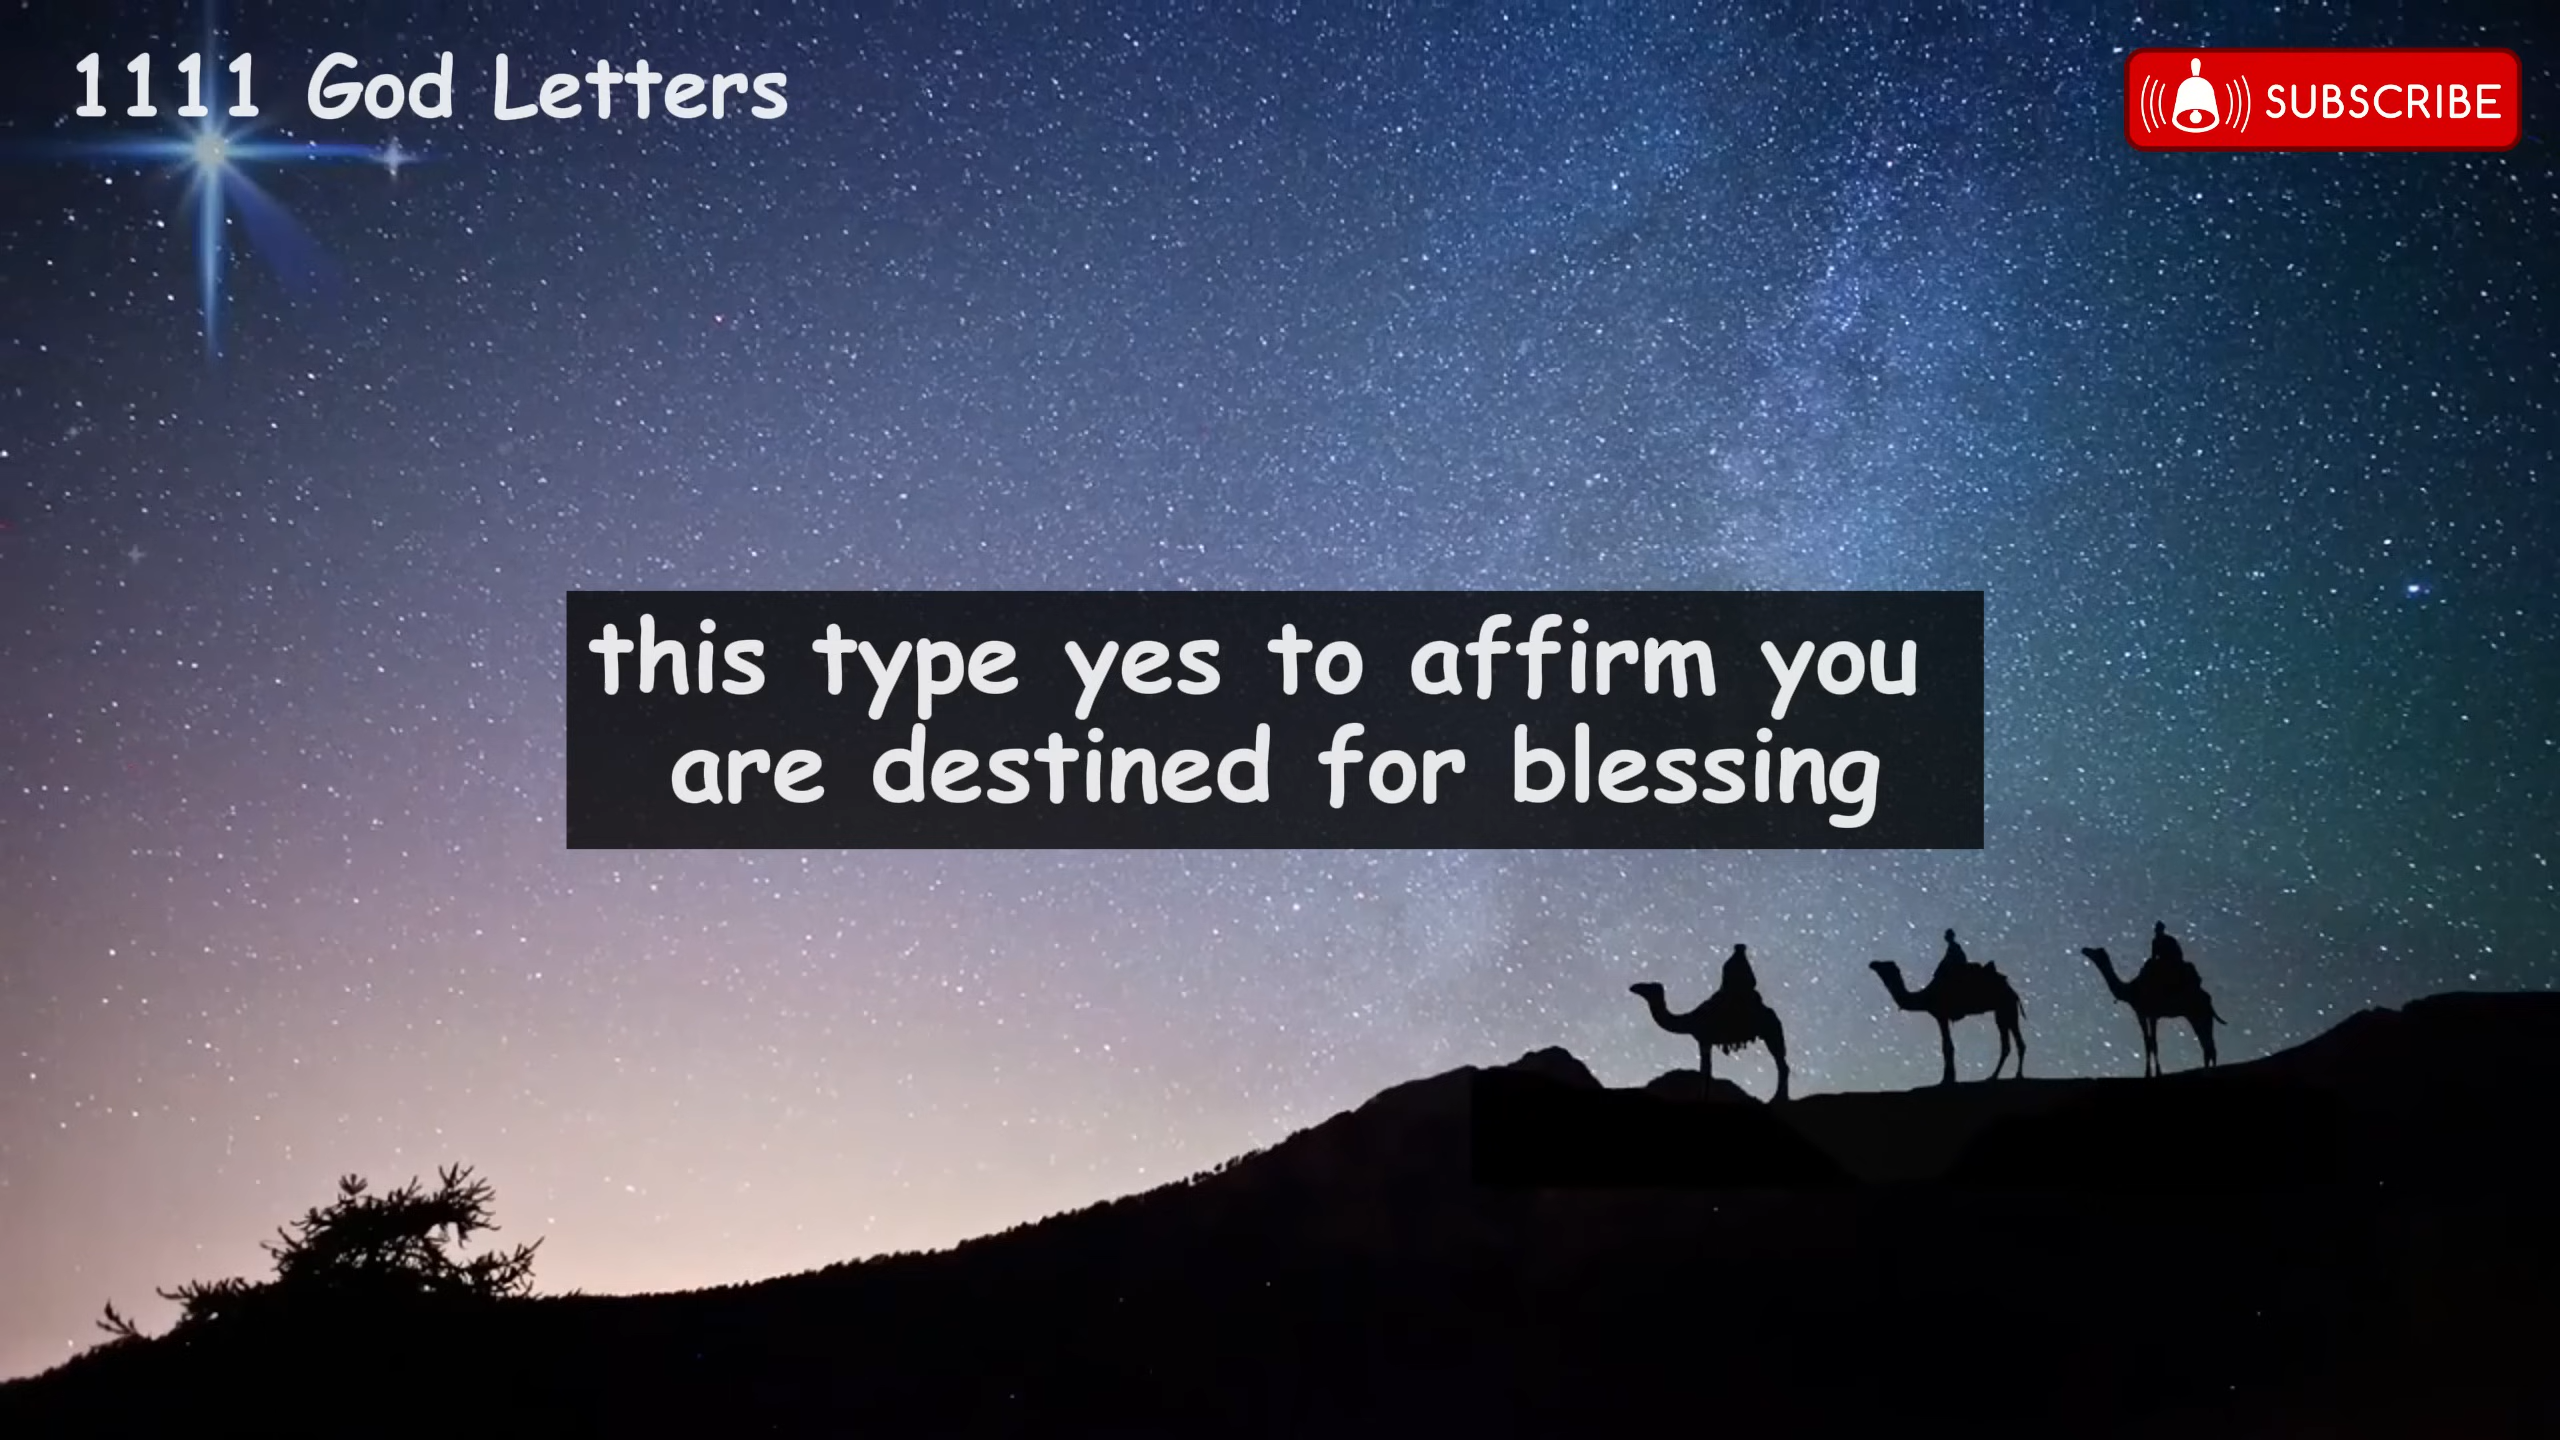 1111 God Letters
SUBSCRIBE
this type yes to affirm you
are destined for blessing